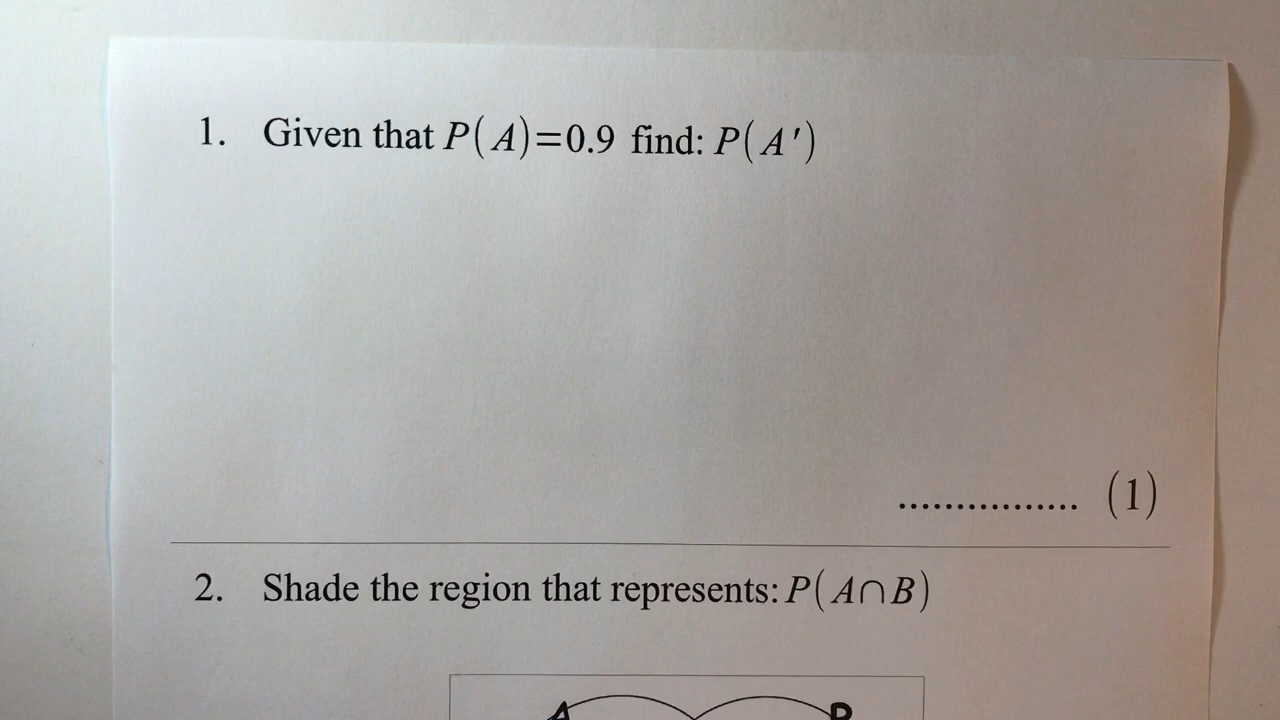 1. Given that P(A)=0.9 find: P(A′)
................ (1)
2. Shade the region that represents: P(A∩B)
A B